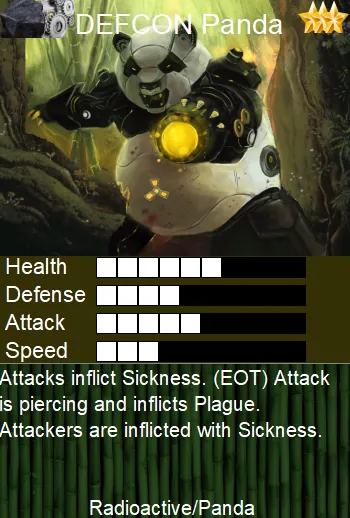 DEFCON Panda
Health
Defense
Attack
Speed
Attacks inflict Sickness. (EOT) Attack
is piercing and inflicts Plague.
Attackers are inflicted with Sickness.
Radioactive/Panda